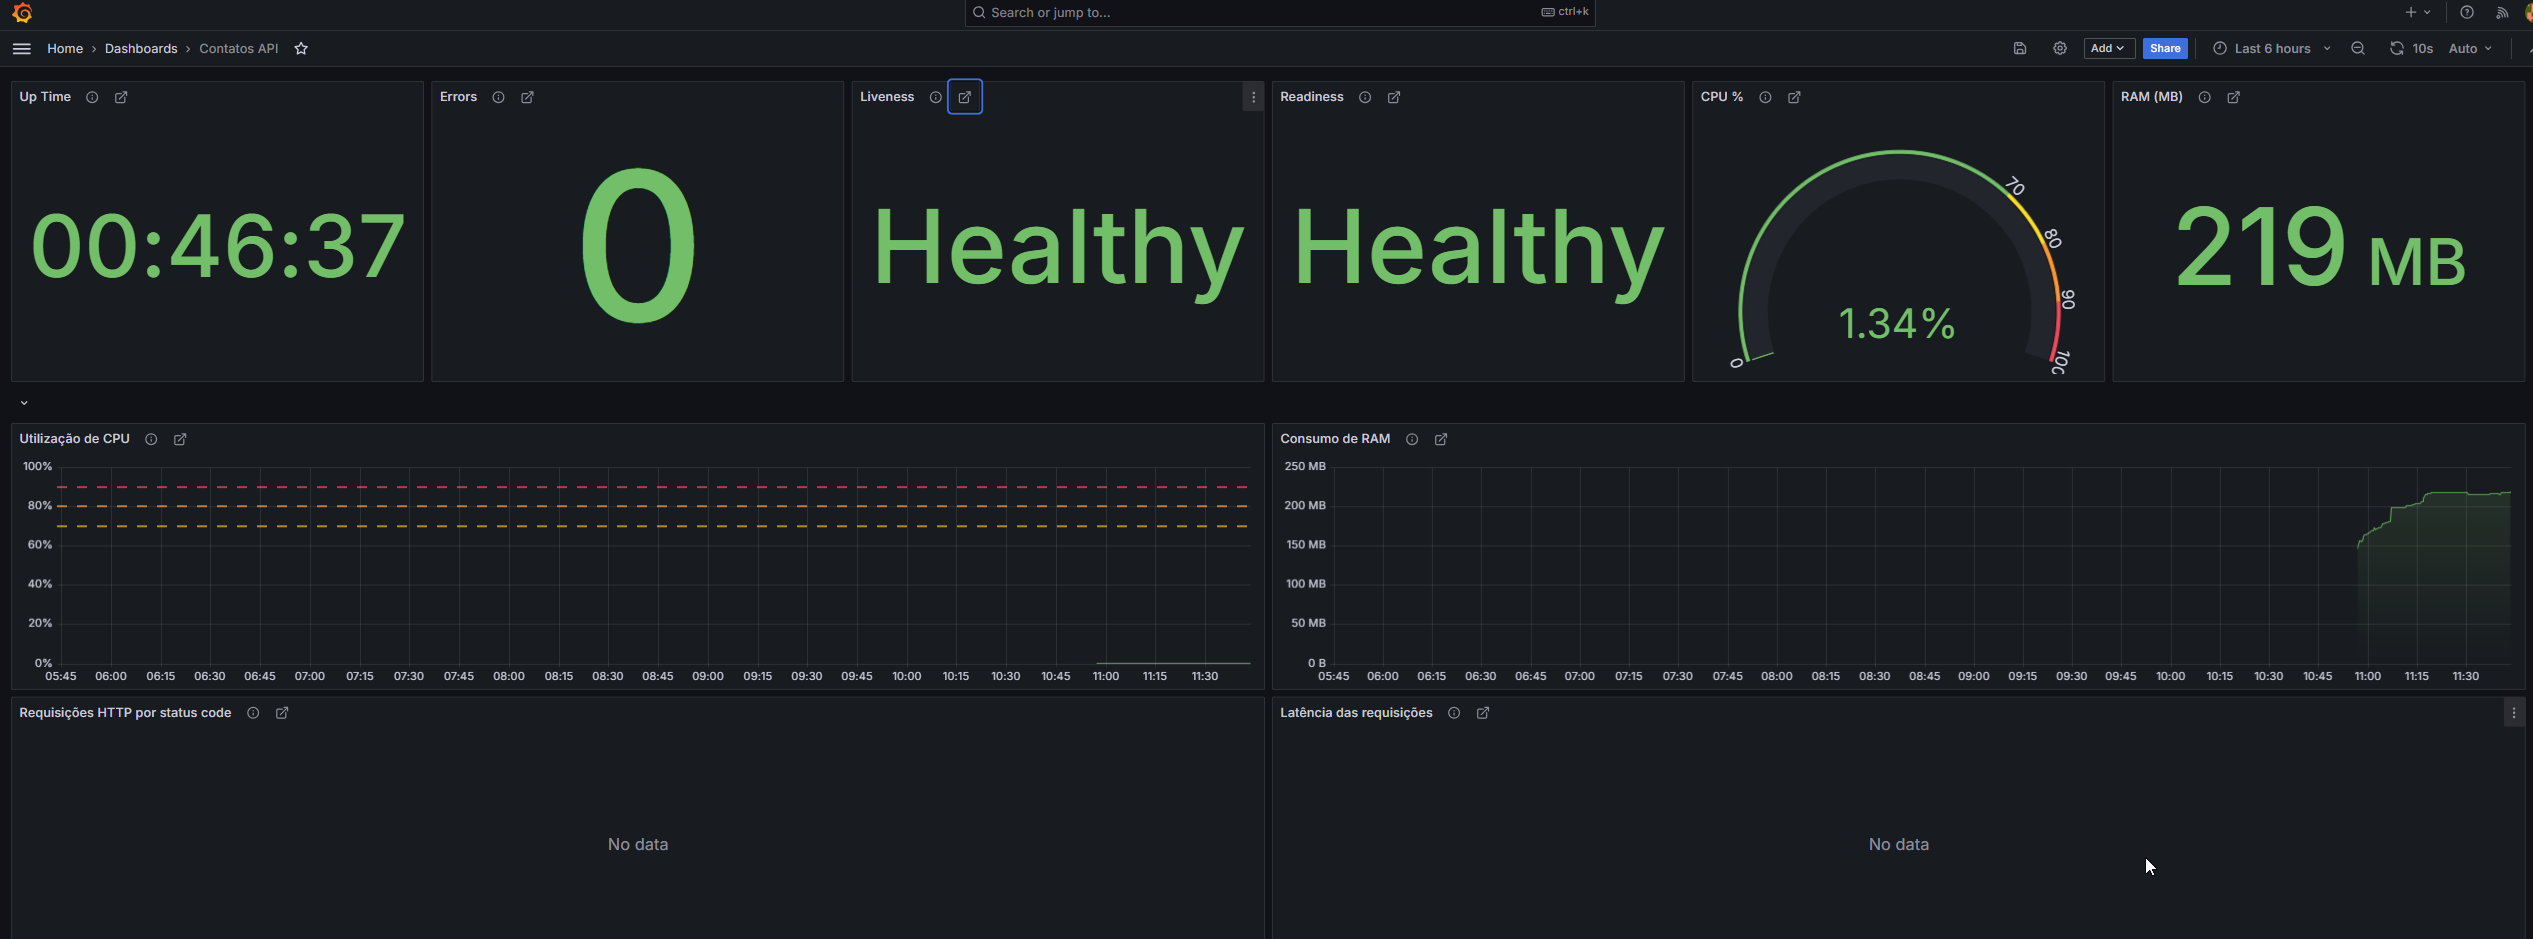 Search or jump to... ctrl+k
Home › Dashboards › Contatos API Add Share Last 6 hours 10s Auto
Up Time
00:46:37
Errors
0
Liveness
Healthy
Readiness
Healthy
CPU %
0 70 80 90 100
1.34%
RAM (MB)
219 MB
Utilização de CPU
100%
80%
60%
40%
20%
0%
05:45 06:00 06:15 06:30 06:45 07:00 07:15 07:30 07:45 08:00 08:15 08:30 08:45 09:00 09:15 09:30 09:45 10:00 10:15 10:30 10:45 11:00 11:15 11:30
Consumo de RAM
250 MB
200 MB
150 MB
100 MB
50 MB
0 B
05:45 06:00 06:15 06:30 06:45 07:00 07:15 07:30 07:45 08:00 08:15 08:30 08:45 09:00 09:15 09:30 09:45 10:00 10:15 10:30 10:45 11:00 11:15 11:30
Requisições HTTP por status code
No data
Latência das requisições
No data